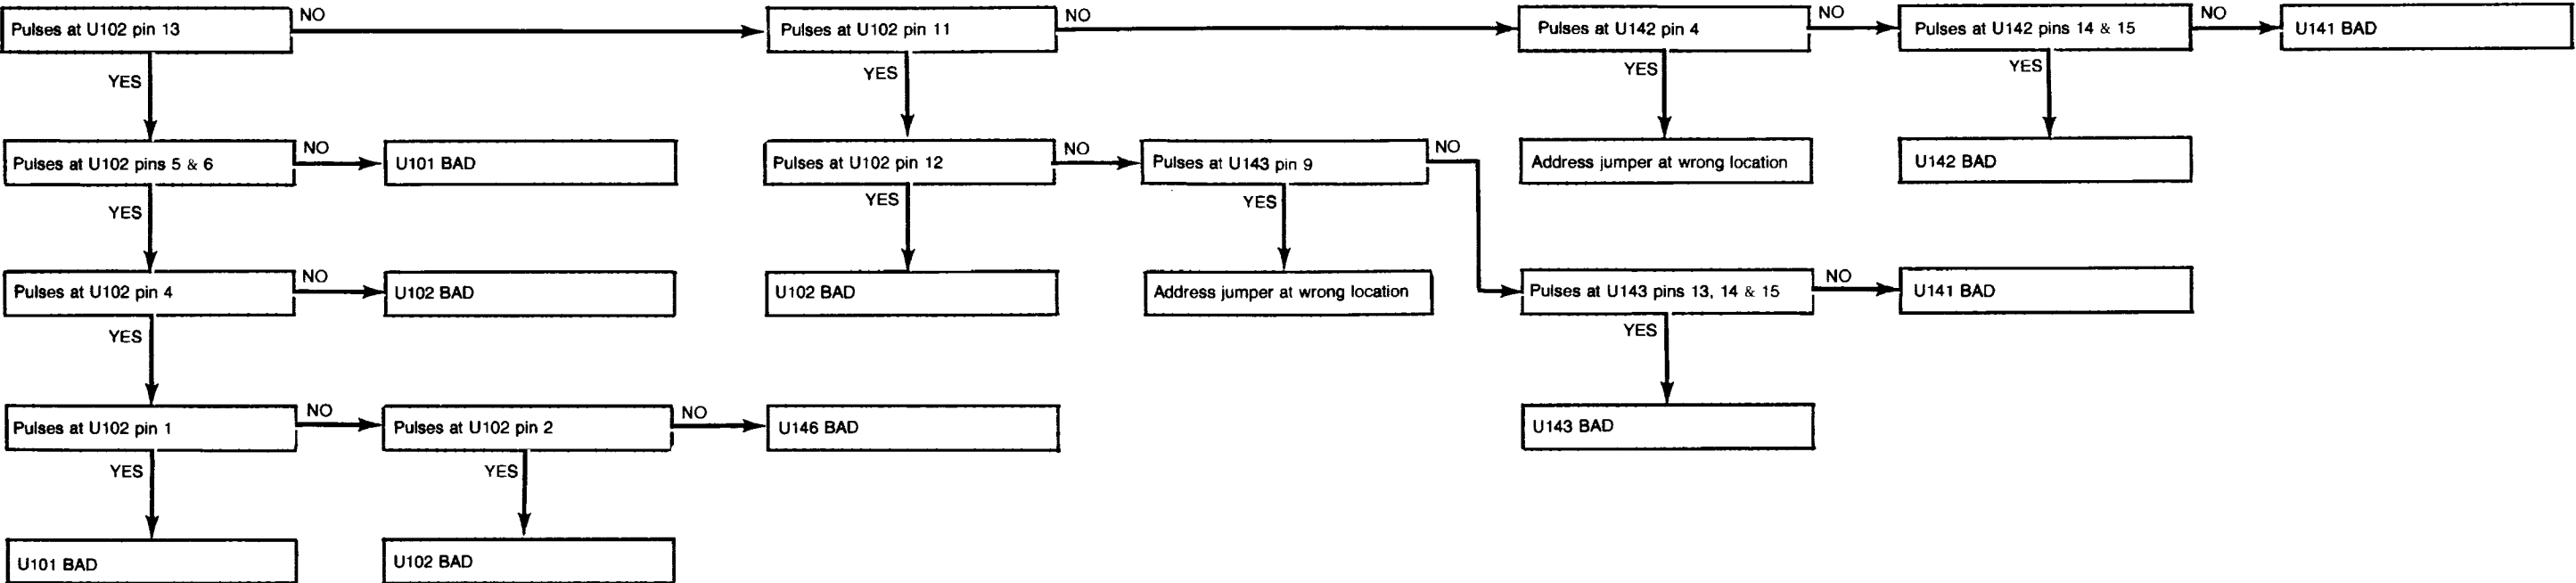 Pulses at U102 pin 13
NO
Pulses at U102 pin 11
NO
Pulses at U142 pin 4
NO
Pulses at U142 pins 14 & 15
NO
U141 BAD
YES
YES
YES
YES
Pulses at U102 pins 5 & 6
NO
U101 BAD
Pulses at U102 pin 12
NO
Pulses at U143 pin 9
NO
Address jumper at wrong location
U142 BAD
YES
YES
YES
Pulses at U102 pin 4
NO
U102 BAD
U102 BAD
Address jumper at wrong location
Pulses at U143 pins 13, 14 & 15
NO
U141 BAD
YES
YES
Pulses at U102 pin 1
NO
Pulses at U102 pin 2
NO
U146 BAD
U143 BAD
YES
YES
U101 BAD
U102 BAD